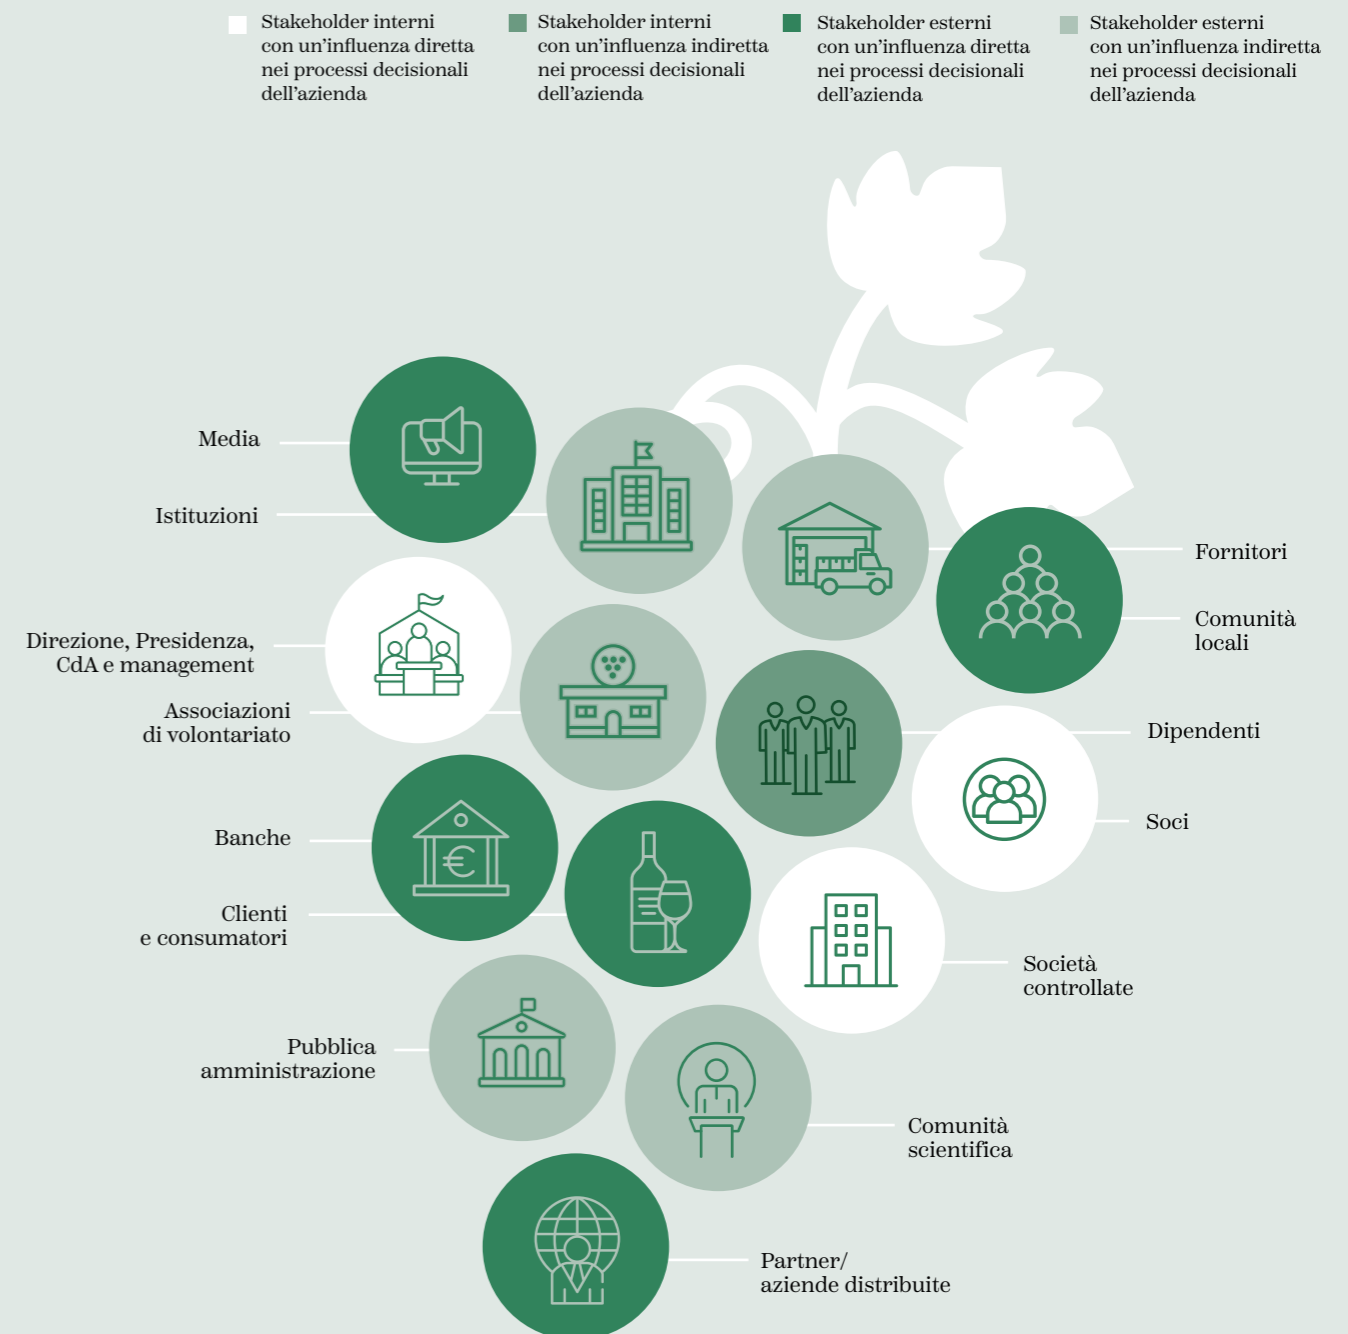 Stakeholder interni
con un'influenza diretta
nei processi decisionali
dell'azienda
Stakeholder interni
con un'influenza indiretta
nei processi decisionali
dell'azienda
Stakeholder esterni
con un'influenza diretta
nei processi decisionali
dell'azienda
Stakeholder esterni
con un'influenza indiretta
nei processi decisionali
dell'azienda
Media
Istituzioni
Direzione, Presidenza,
CdA e management
Associazioni
di volontariato
Banche
Clienti
e consumatori
Pubblica
amministrazione
Fornitori
Comunità
locali
Dipendenti
Soci
Società
controllate
Comunità
scientifica
Partner/
aziende distribuite